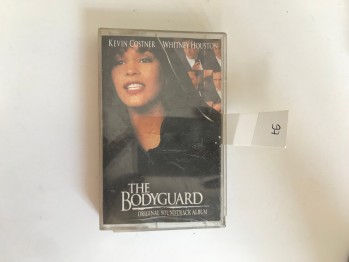 KEVIN COSTNER WHITNEY HOUSTON
THE
BODYGUARD
ORIGINAL SOUNDTRACK ALBUM